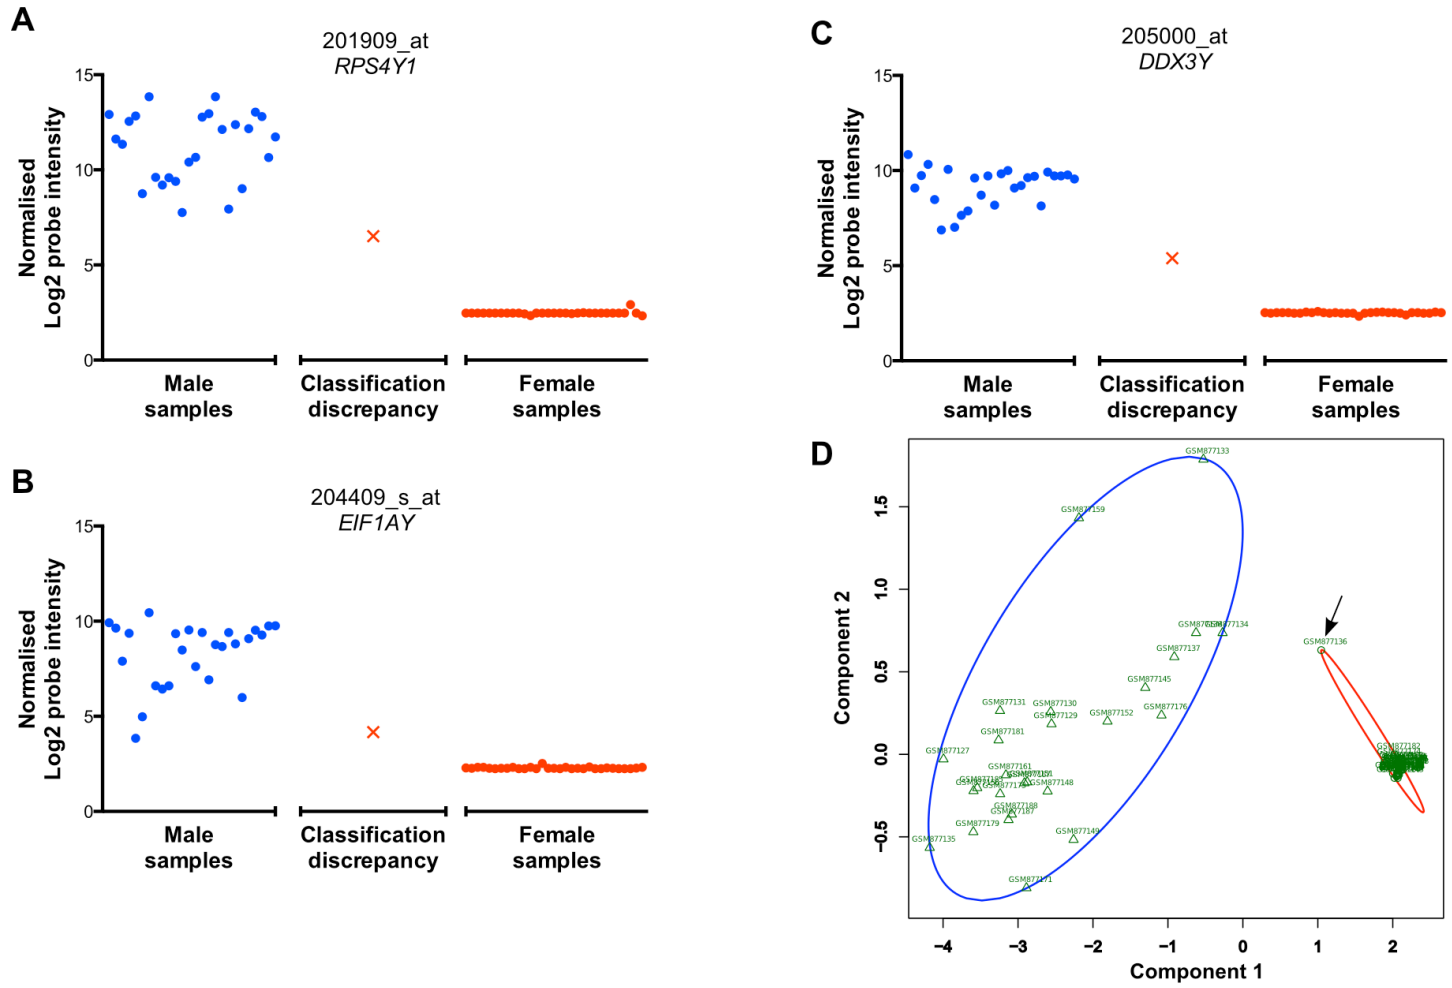 A
201909_at
RPS4Y1
Normalised
Log2 probe intensity
15
10
5
0
Male
samples
Classification
discrepancy
Female
samples
B
204409_s_at
EIF1AY
Normalised
Log2 probe intensity
15
10
5
0
Male
samples
Classification
discrepancy
Female
samples
C
205000_at
DDX3Y
Normalised
Log2 probe intensity
15
10
5
0
Male
samples
Classification
discrepancy
Female
samples
D
Component 2
1.5
1.0
0.5
0.0
−0.5
GSM877133
GSM877159
GSM877134
GSM877136
GSM877137
GSM877145
GSM877131
GSM877130
GSM877152
GSM877176
GSM877129
GSM877181
GSM877127
GSM877182
GSM877161
GSM877148
GSM877188
GSM877187
GSM877179
GSM877149
GSM877135
GSM877171
−4
−3
−2
−1
0
1
2
Component 1